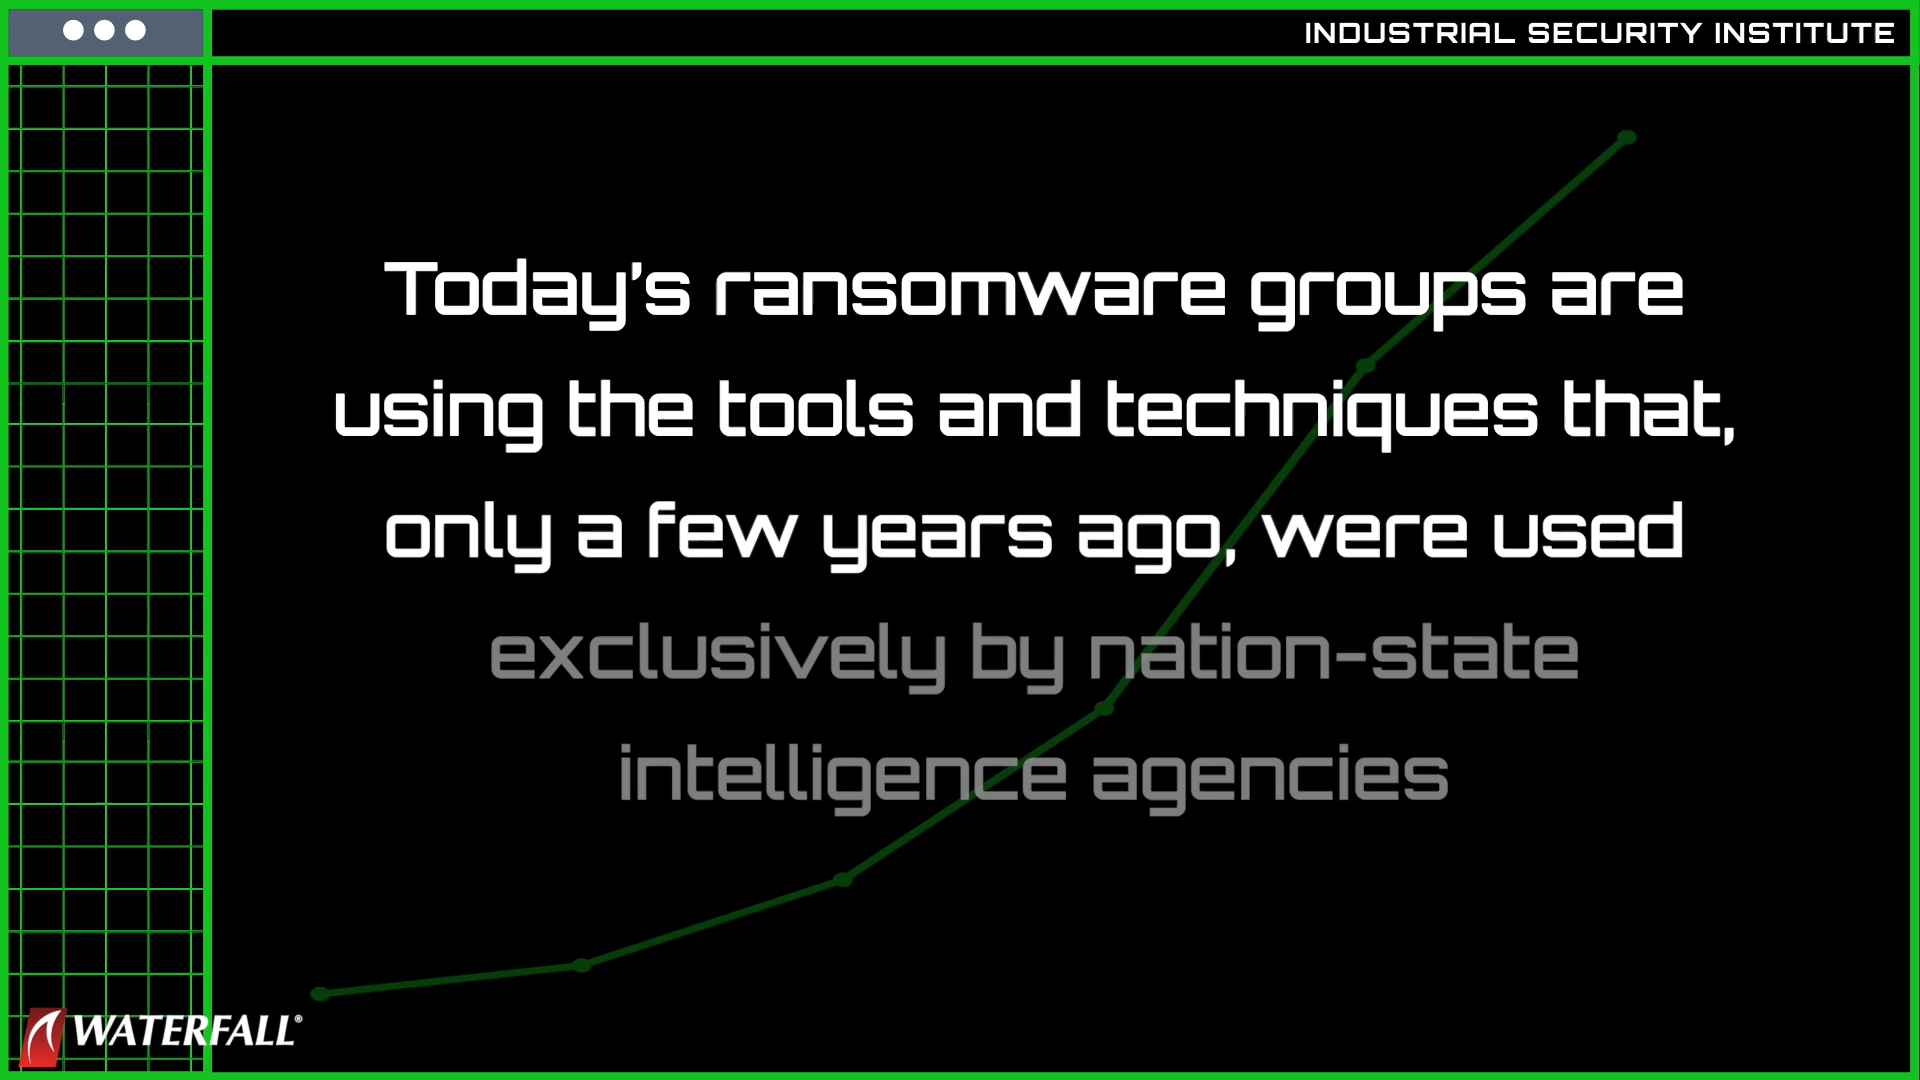 INDUSTRIAL SECURITY INSTITUTE
Today’s ransomware groups are
using the tools and techniques that,
only a few years ago, were used
exclusively by nation-state
intelligence agencies
WATERFALL®